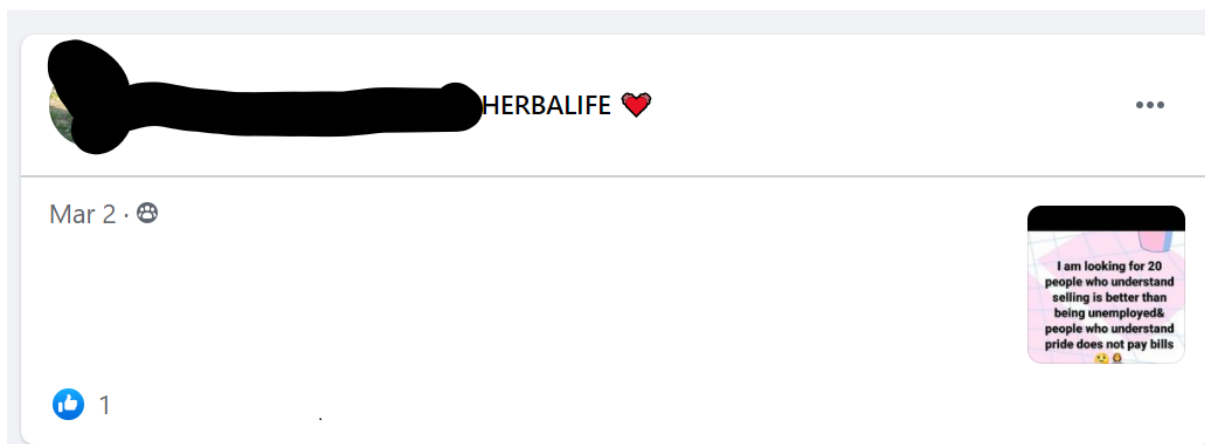 HERBALIFE ❤️
Mar 2 ·
I am looking for 20
people who understand
selling is better than
being unemployed&
people who understand
pride does not pay bills
1